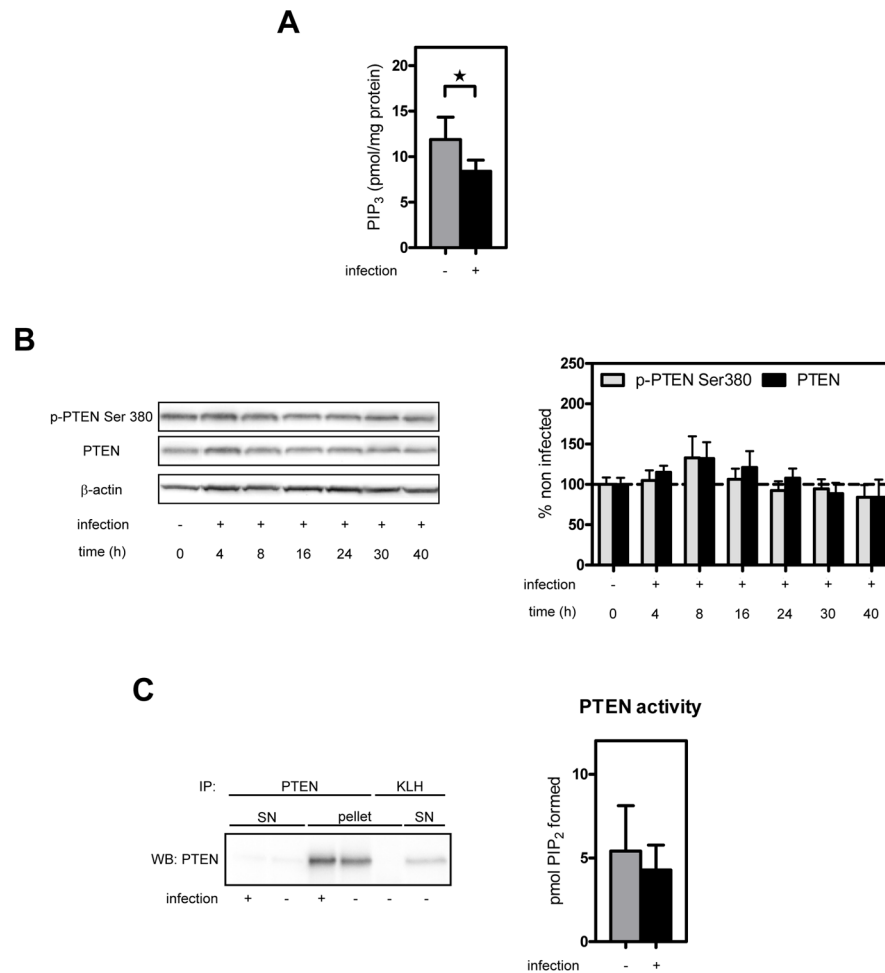 A
PIP3 (pmol/mg protein)
20
15
10
5
0
★
infection - +
B
p-PTEN Ser 380
PTEN
β-actin
infection - + + + + + +
time (h) 0 4 8 16 24 30 40
% non infected
250
200
150
100
50
0
p-PTEN Ser380 PTEN
infection - + + + + + +
time (h) 0 4 8 16 24 30 40
C
IP: PTEN KLH
SN pellet SN
WB: PTEN
infection + - + - - -
PTEN activity
pmol PIP2 formed
10
5
0
infection - +